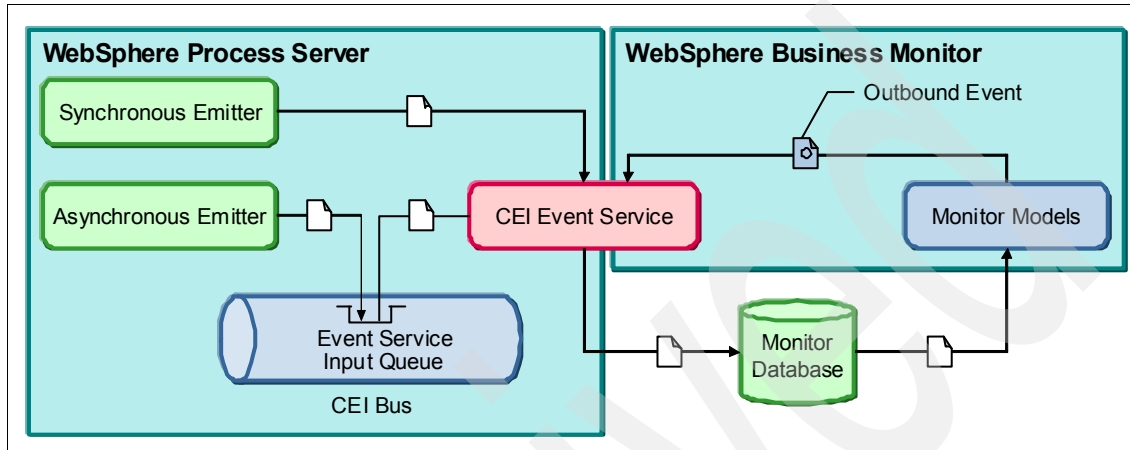 WebSphere Process Server
WebSphere Business Monitor
Synchronous Emitter
Outbound Event
Asynchronous Emitter
CEI Event Service
Monitor Models
Event Service
Input Queue
Monitor
Database
CEI Bus